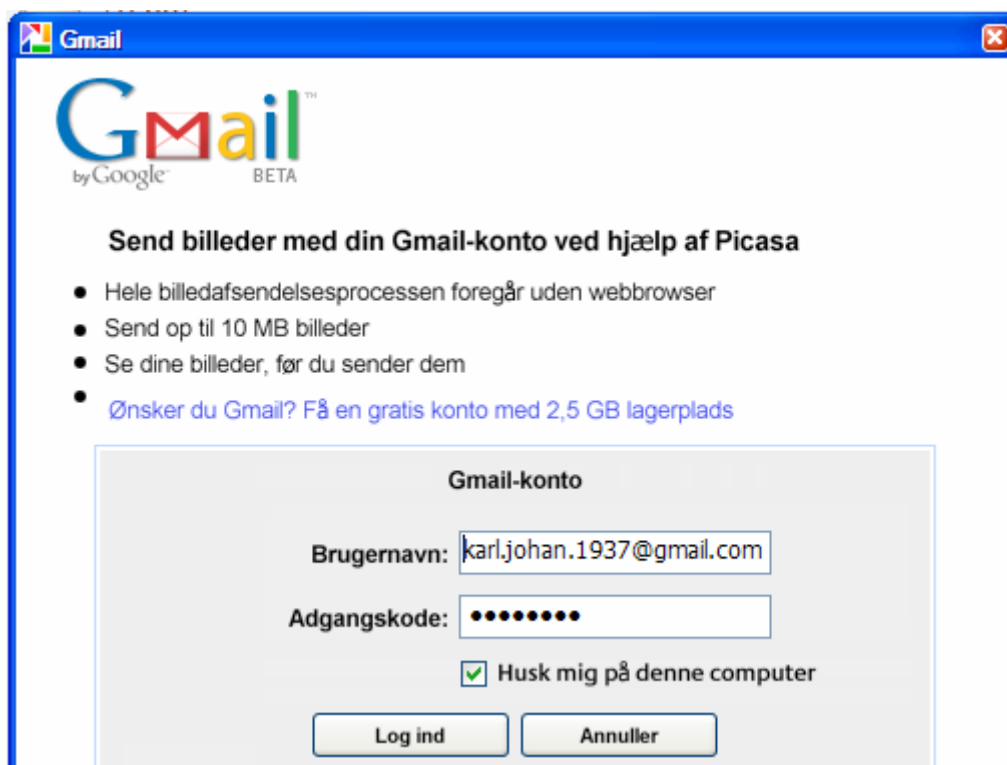 Gmail
Gmail™
by Google™ BETA
Send billeder med din Gmail-konto ved hjælp af Picasa
Hele billedafsendelsesprocessen foregår uden webbrowser
Send op til 10 MB billeder
Se dine billeder, før du sender dem
Ønsker du Gmail? Få en gratis konto med 2,5 GB lagerplads
Gmail-konto
Brugernavn: karl.johan.1937@gmail.com
Adgangskode: ••••••••
Husk mig på denne computer
Log ind Annuller